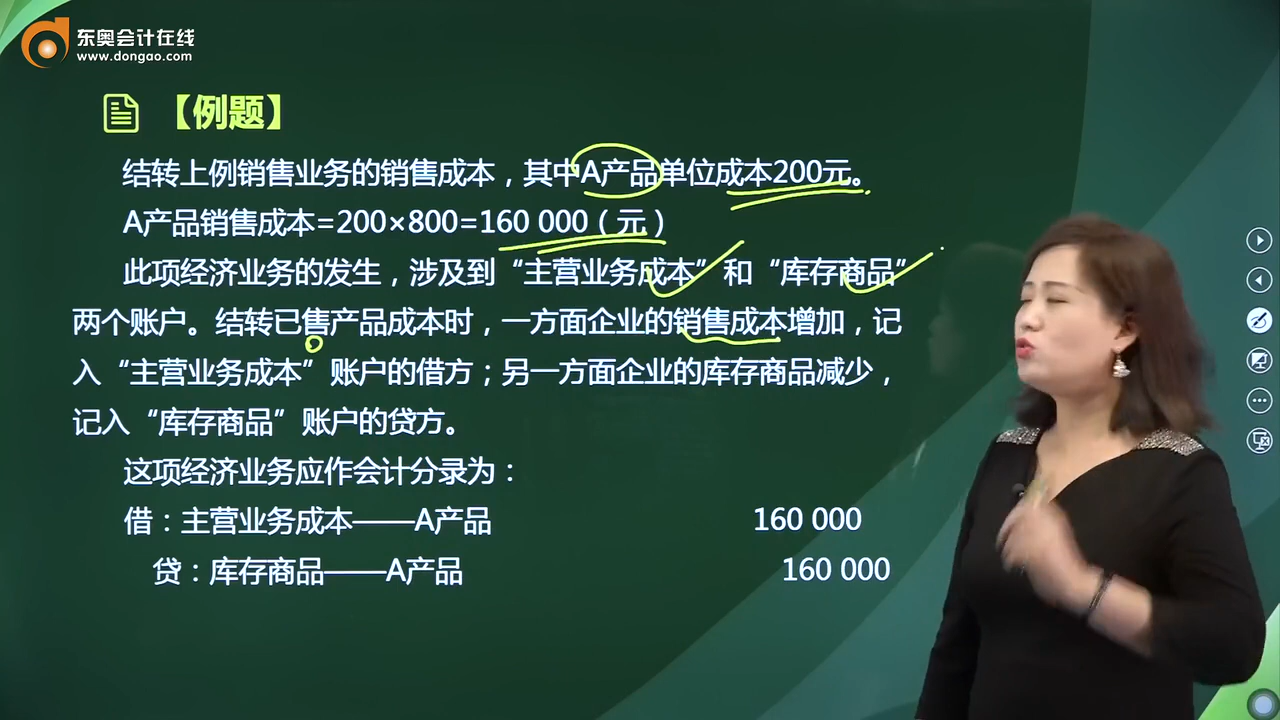 东奥会计在线
www.dongao.com
【例题】
结转上例销售业务的销售成本，其中A产品单位成本200元。
A产品销售成本=200×800=160 000（元）
此项经济业务的发生，涉及到“主营业务成本”和“库存商品”
两个账户。结转已售产品成本时，一方面企业的销售成本增加，记
入“主营业务成本”账户的借方；另一方面企业的库存商品减少，
记入“库存商品”账户的贷方。
这项经济业务应作会计分录为：
借：主营业务成本——A产品 160 000
贷：库存商品——A产品 160 000